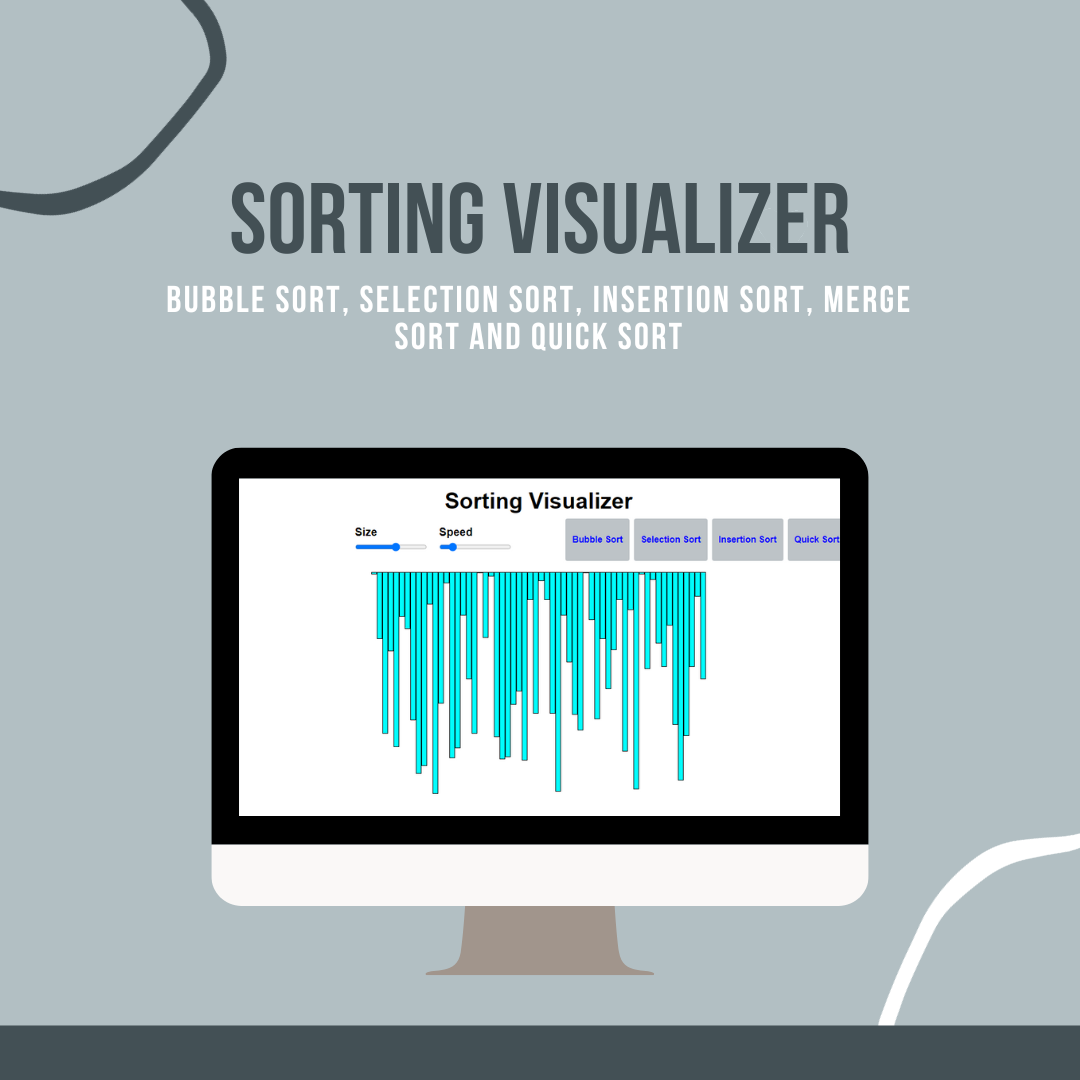 SORTING VISUALIZER
BUBBLE SORT, SELECTION SORT, INSERTION SORT, MERGE
SORT AND QUICK SORT
Sorting Visualizer
Size
Speed
Bubble Sort
Selection Sort
Insertion Sort
Quick Sort